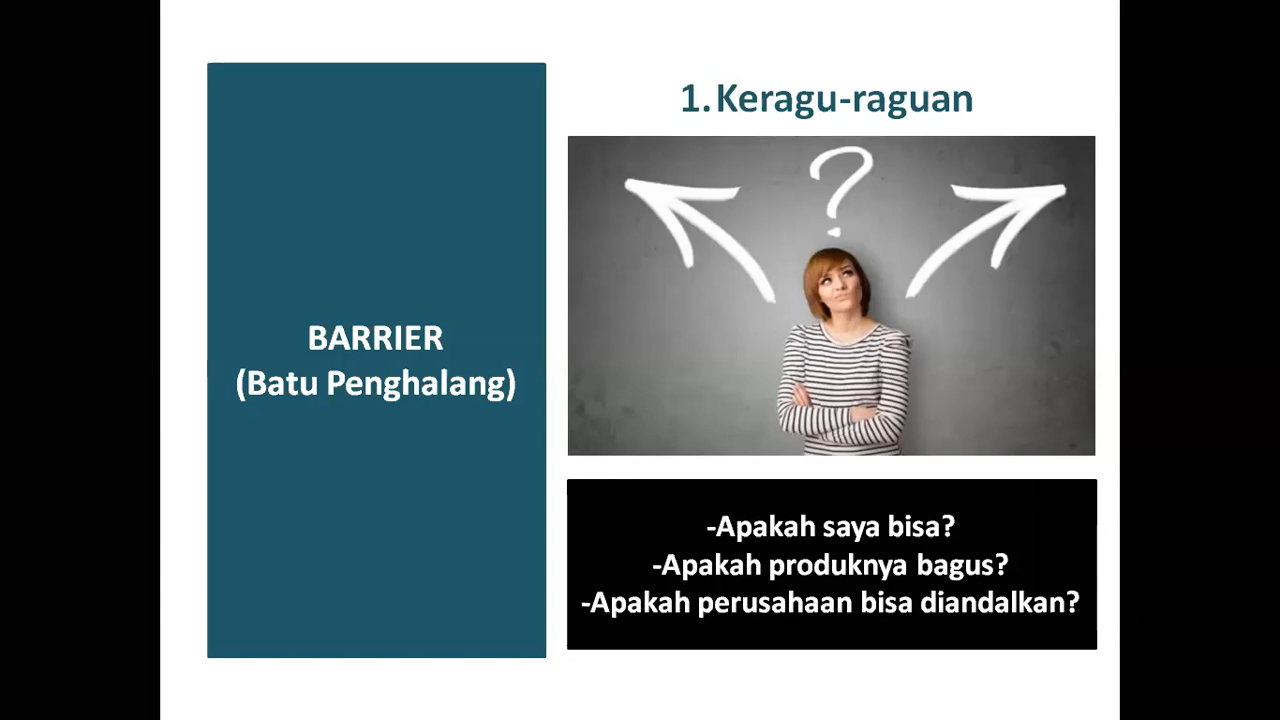 BARRIER
(Batu Penghalang)
1. Keragu-raguan
?
-Apakah saya bisa?
-Apakah produknya bagus?
-Apakah perusahaan bisa diandalkan?